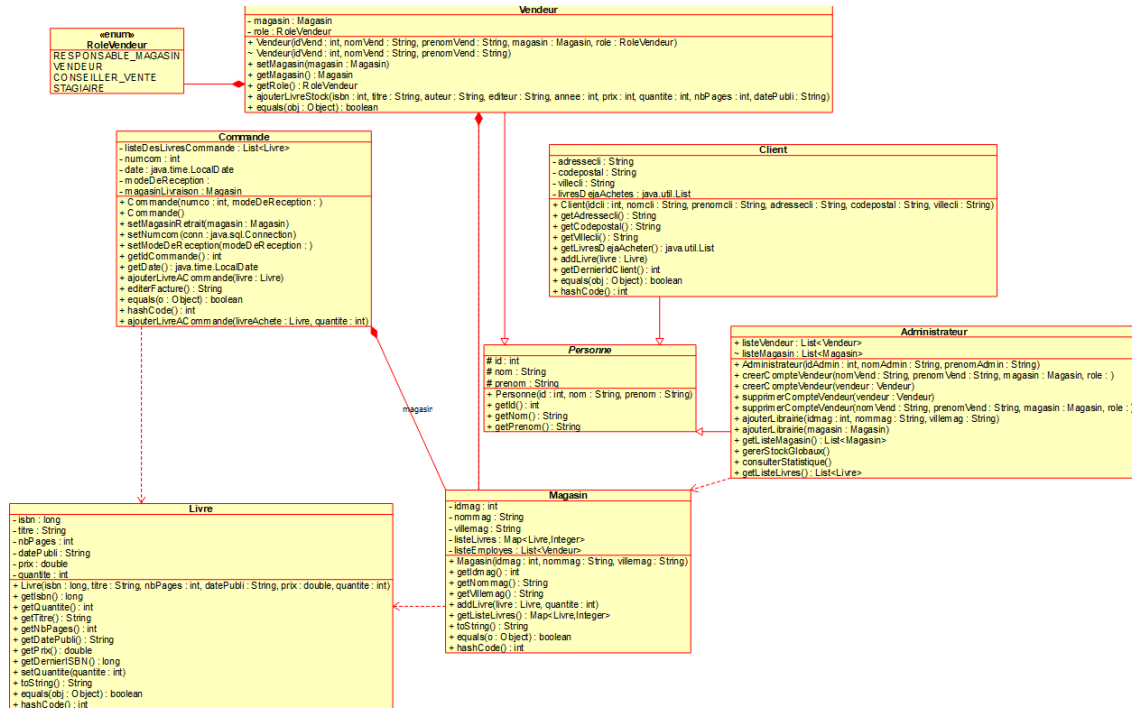 Vendeur
- magasin : Magasin
- role : RoleVendeur
+ Vendeur(idVend : int, nomVend : String, prenomVend : String, magasin : Magasin, role : RoleVendeur)
~ Vendeur(idVend : int, nomVend : String, prenomVend : String)
+ setMagasin(magasin : Magasin)
+ getMagasin() : Magasin
+ getRole() : RoleVendeur
+ ajouterLivreStock(isbn : int, titre : String, auteur : String, editeur : String, annee : int, prix : int, quantite : int, nbPages : int, datePubli : String)
+ equals(obj : Object) : boolean
«enum»
RoleVendeur
RESPONSABLE_MAGASIN
VENDEUR
CONSEILLER_VENTE
STAGIAIRE
Commande
- listeDesLivresCommande : List<Livre>
- numcom : int
- date : java.time.LocalDate
- modeDeReception :
- magasinLivraison : Magasin
+ Commande(numco : int, modeDeReception : )
+ Commande()
+ setMagasinRetrait(magasin : Magasin)
+ setNumcom(conn : java.sql.Connection)
+ setModeDeReception(modeDeReception : )
+ getIdCommande() : int
+ getDate() : java.time.LocalDate
+ ajouterLivreACommande(livre : Livre)
+ editerFacture() : String
+ equals(o : Object) : boolean
+ hashCode() : int
+ ajouterLivreACommande(livreAchete : Livre, quantite : int)
Client
- adressecli : String
- codepostal : String
- villecli : String
- livresDejaAchetes : java.util.List
+ Client(idcli : int, nomcli : String, prenomcli : String, adressecli : String, codepostal : String, villecli : String)
+ getAdressecli() : String
+ getCodepostal() : String
+ getVillecli() : String
+ getLivresDejaAcheter() : java.util.List
+ addLivre(livre : Livre)
+ getDernierIdClient() : int
+ equals(obj : Object) : boolean
+ hashCode() : int
Personne
# id : int
# nom : String
# prenom : String
+ Personne(id : int, nom : String, prenom : String)
+ getId() : int
+ getNom() : String
+ getPrenom() : String
Administrateur
+ listeVendeur : List<Vendeur>
~ listeMagasin : List<Magasin>
+ Administrateur(idAdmin : int, nomAdmin : String, prenomAdmin : String)
+ creerCompteVendeur(nomVend : String, prenomVend : String, magasin : Magasin, role : )
+ creerCompteVendeur(vendeur : Vendeur)
+ supprimerCompteVendeur(vendeur : Vendeur)
+ supprimerCompteVendeur(nomVend : String, prenomVend : String, magasin : Magasin, role : )
+ ajouterLibrairie(idmag : int, nommag : String, villemag : String)
+ ajouterLibrairie(magasin : Magasin)
+ getListeMagasin() : List<Magasin>
+ gererStockGlobaux()
+ consulterStatistique()
+ getListeLivres() : List<Livre>
magasin
Magasin
- idmag : int
- nommag : String
- villemag : String
- listeLivres : Map<Livre,Integer>
- listeEmployes : List<Vendeur>
+ Magasin(idmag : int, nommag : String, villemag : String)
+ getIdmag() : int
+ getNommag() : String
+ getVillemag() : String
+ addLivre(livre : Livre, quantite : int)
+ getListeLivres() : Map<Livre,Integer>
+ toString() : String
+ equals(o : Object) : boolean
+ hashCode() : int
Livre
- isbn : long
- titre : String
- nbPages : int
- datePubli : String
- prix : double
- quantite : int
+ Livre(isbn : long, titre : String, nbPages : int, datePubli : String, prix : double, quantite : int)
+ getIsbn() : long
+ getQuantite() : int
+ getTitre() : String
+ getNbPages() : int
+ getDatePubli() : String
+ getPrix() : double
+ getDernierISBN() : long
+ setQuantite(quantite : int)
+ toString() : String
+ equals(obj : Object) : boolean
+ hashCode() : int